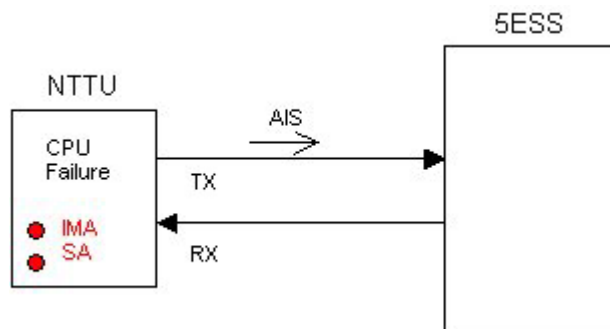 5ESS
NTTU
AIS
CPU
Failure
TX
IMA
SA
RX